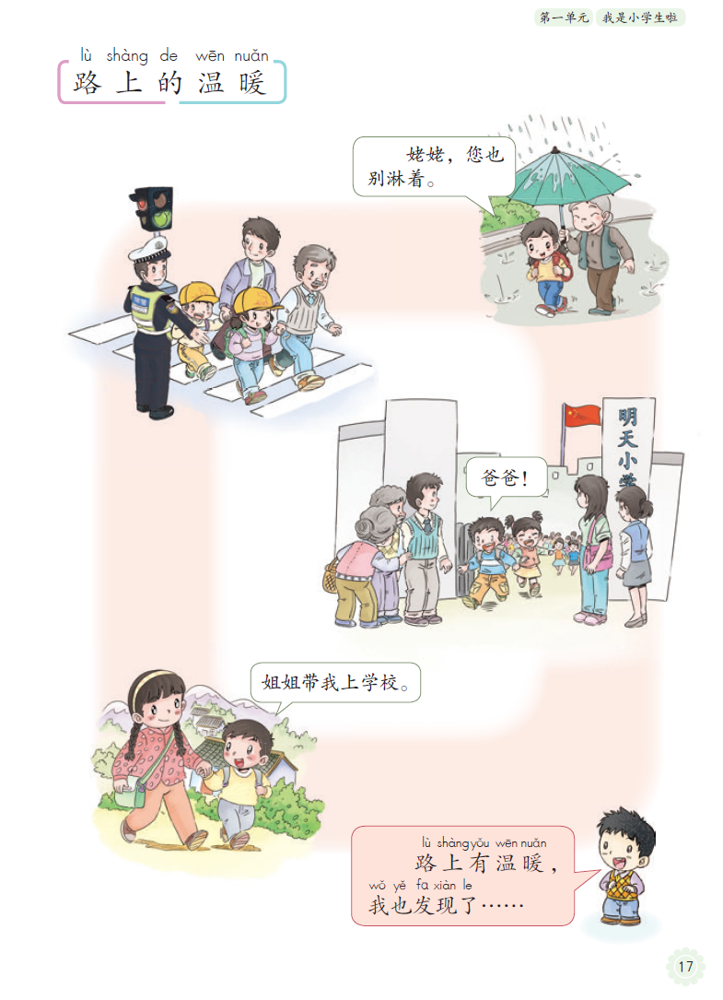 第一单元 我是小学生啦
lù shàng de wēn nuǎn
路上的温暖
姥姥，您也
别淋着。
明天小学
爸爸！
姐姐带我上学校。
lù shàng yǒu wēn nuǎn
路上有温暖，
wǒ yě fā xiàn le
我也发现了……
17